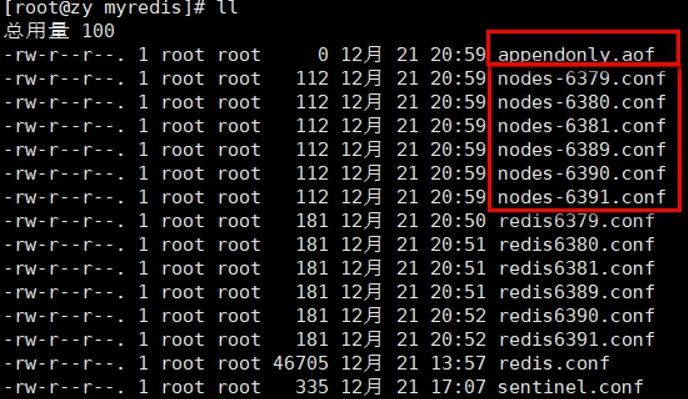 [root@zy myredis]# ll
总用量 100
-rw-r--r--. 1 root root     0 12月 21 20:59 appendonly.aof
-rw-r--r--. 1 root root   112 12月 21 20:59 nodes-6379.conf
-rw-r--r--. 1 root root   112 12月 21 20:59 nodes-6380.conf
-rw-r--r--. 1 root root   112 12月 21 20:59 nodes-6381.conf
-rw-r--r--. 1 root root   112 12月 21 20:59 nodes-6389.conf
-rw-r--r--. 1 root root   112 12月 21 20:59 nodes-6390.conf
-rw-r--r--. 1 root root   112 12月 21 20:59 nodes-6391.conf
-rw-r--r--. 1 root root   181 12月 21 20:50 redis6379.conf
-rw-r--r--. 1 root root   181 12月 21 20:51 redis6380.conf
-rw-r--r--. 1 root root   181 12月 21 20:51 redis6381.conf
-rw-r--r--. 1 root root   181 12月 21 20:51 redis6389.conf
-rw-r--r--. 1 root root   181 12月 21 20:52 redis6390.conf
-rw-r--r--. 1 root root   181 12月 21 20:52 redis6391.conf
-rw-r--r--. 1 root root 46705 12月 21 13:57 redis.conf
-rw-r--r--. 1 root root   335 12月 21 17:07 sentinel.conf